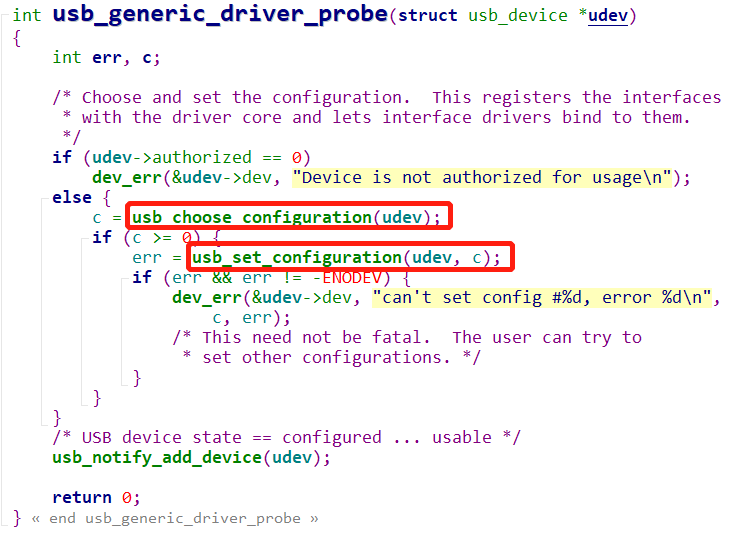 int usb_generic_driver_probe(struct usb_device *udev)
{
    int err, c;

    /* Choose and set the configuration.  This registers the interfaces
     * with the driver core and lets interface drivers bind to them.
     */
    if (udev->authorized == 0)
        dev_err(&udev->dev, "Device is not authorized for usage\n");
    else {
        c = usb_choose_configuration(udev);
        if (c >= 0) {
            err = usb_set_configuration(udev, c);
            if (err && err != -ENODEV) {
                dev_err(&udev->dev, "can't set config #%d, error %d\n",
                    c, err);
                /* This need not be fatal.  The user can try to
                 * set other configurations. */
            }
        }
    }
    /* USB device state == configured ... usable */
    usb_notify_add_device(udev);

    return 0;
} « end usb_generic_driver_probe »